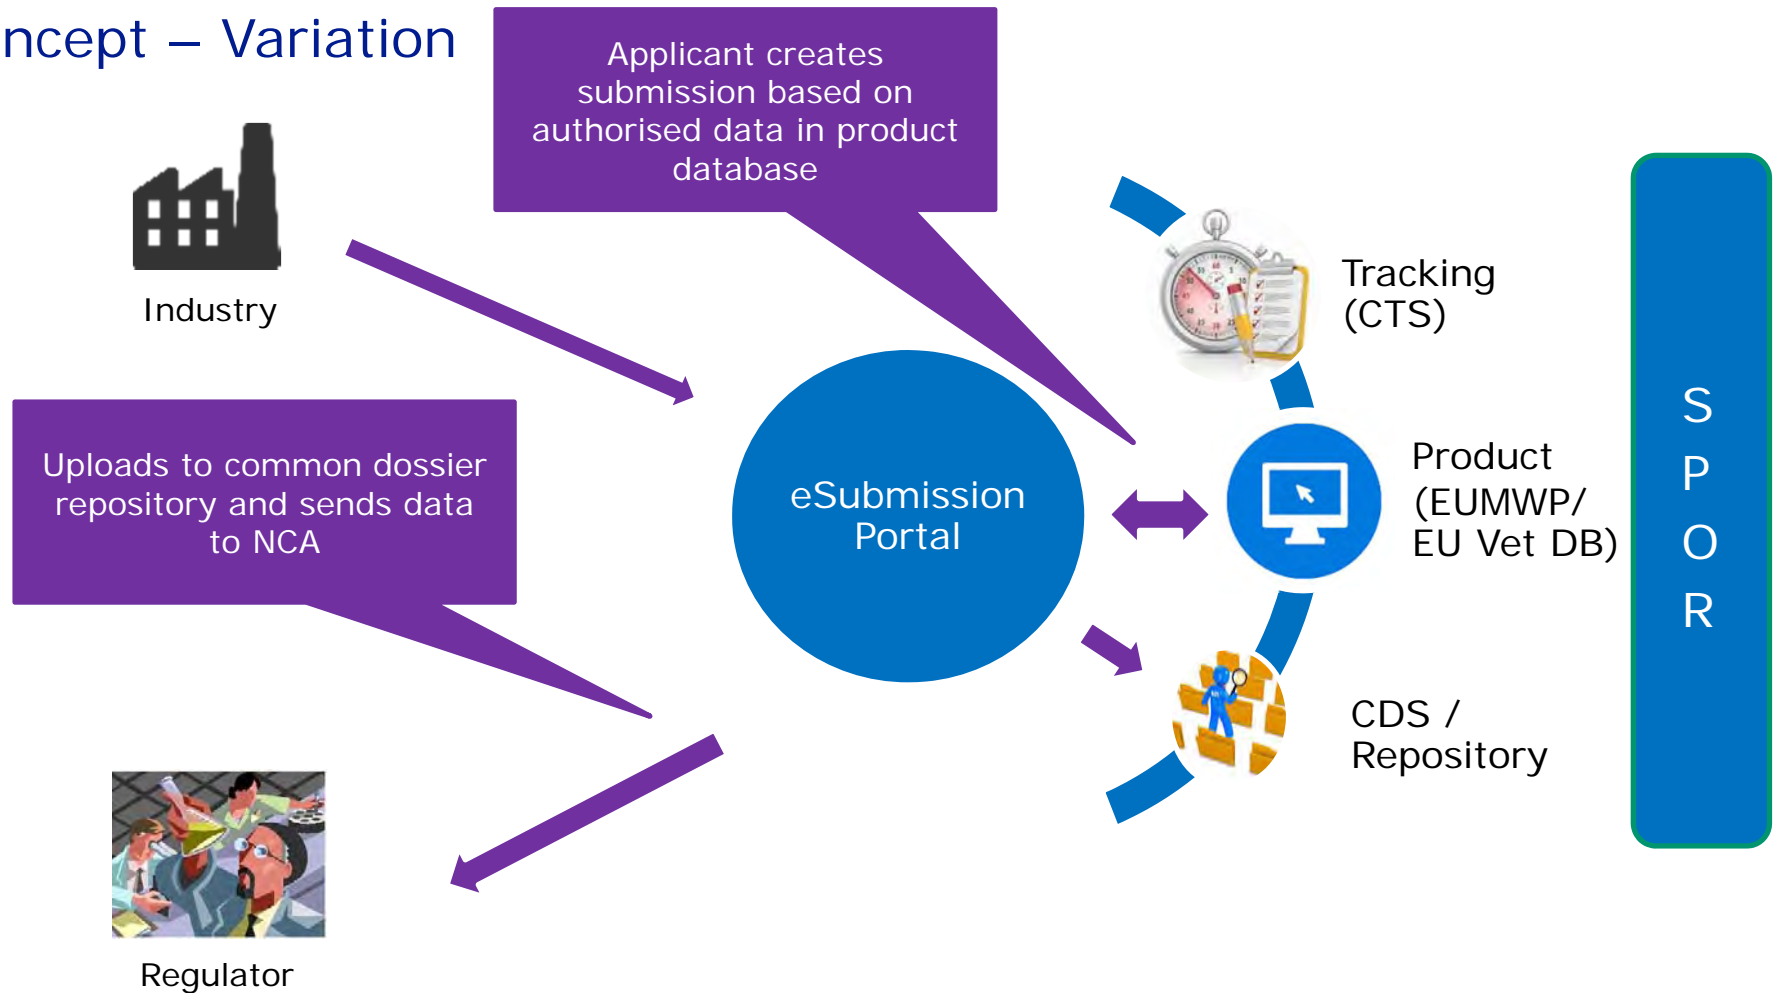 ncept – Variation
Applicant creates
submission based on
authorised data in product
database
Industry
Tracking
(CTS)
Uploads to common dossier
repository and sends data
to NCA
eSubmission
Portal
Product
(EUMWP/
EU Vet DB)
S
P
O
R
CDS /
Repository
Regulator